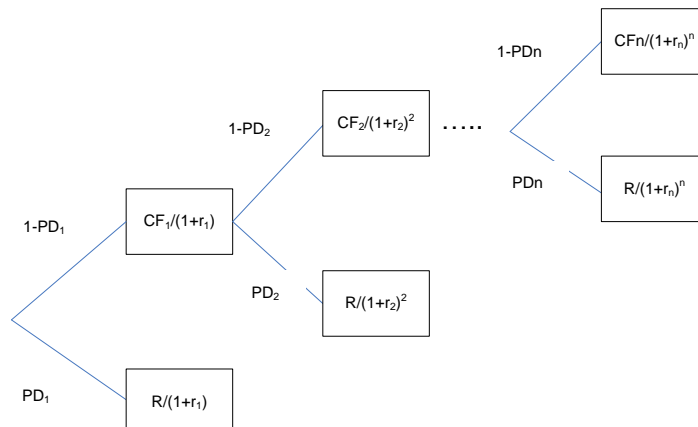 1-PDn
CFn/(1+rₙ)ⁿ
1-PD₂
CF₂/(1+r₂)²
.....
PDn
R/(1+rₙ)ⁿ
1-PD₁
CF₁/(1+r₁)
PD₂
R/(1+r₂)²
PD₁
R/(1+r₁)